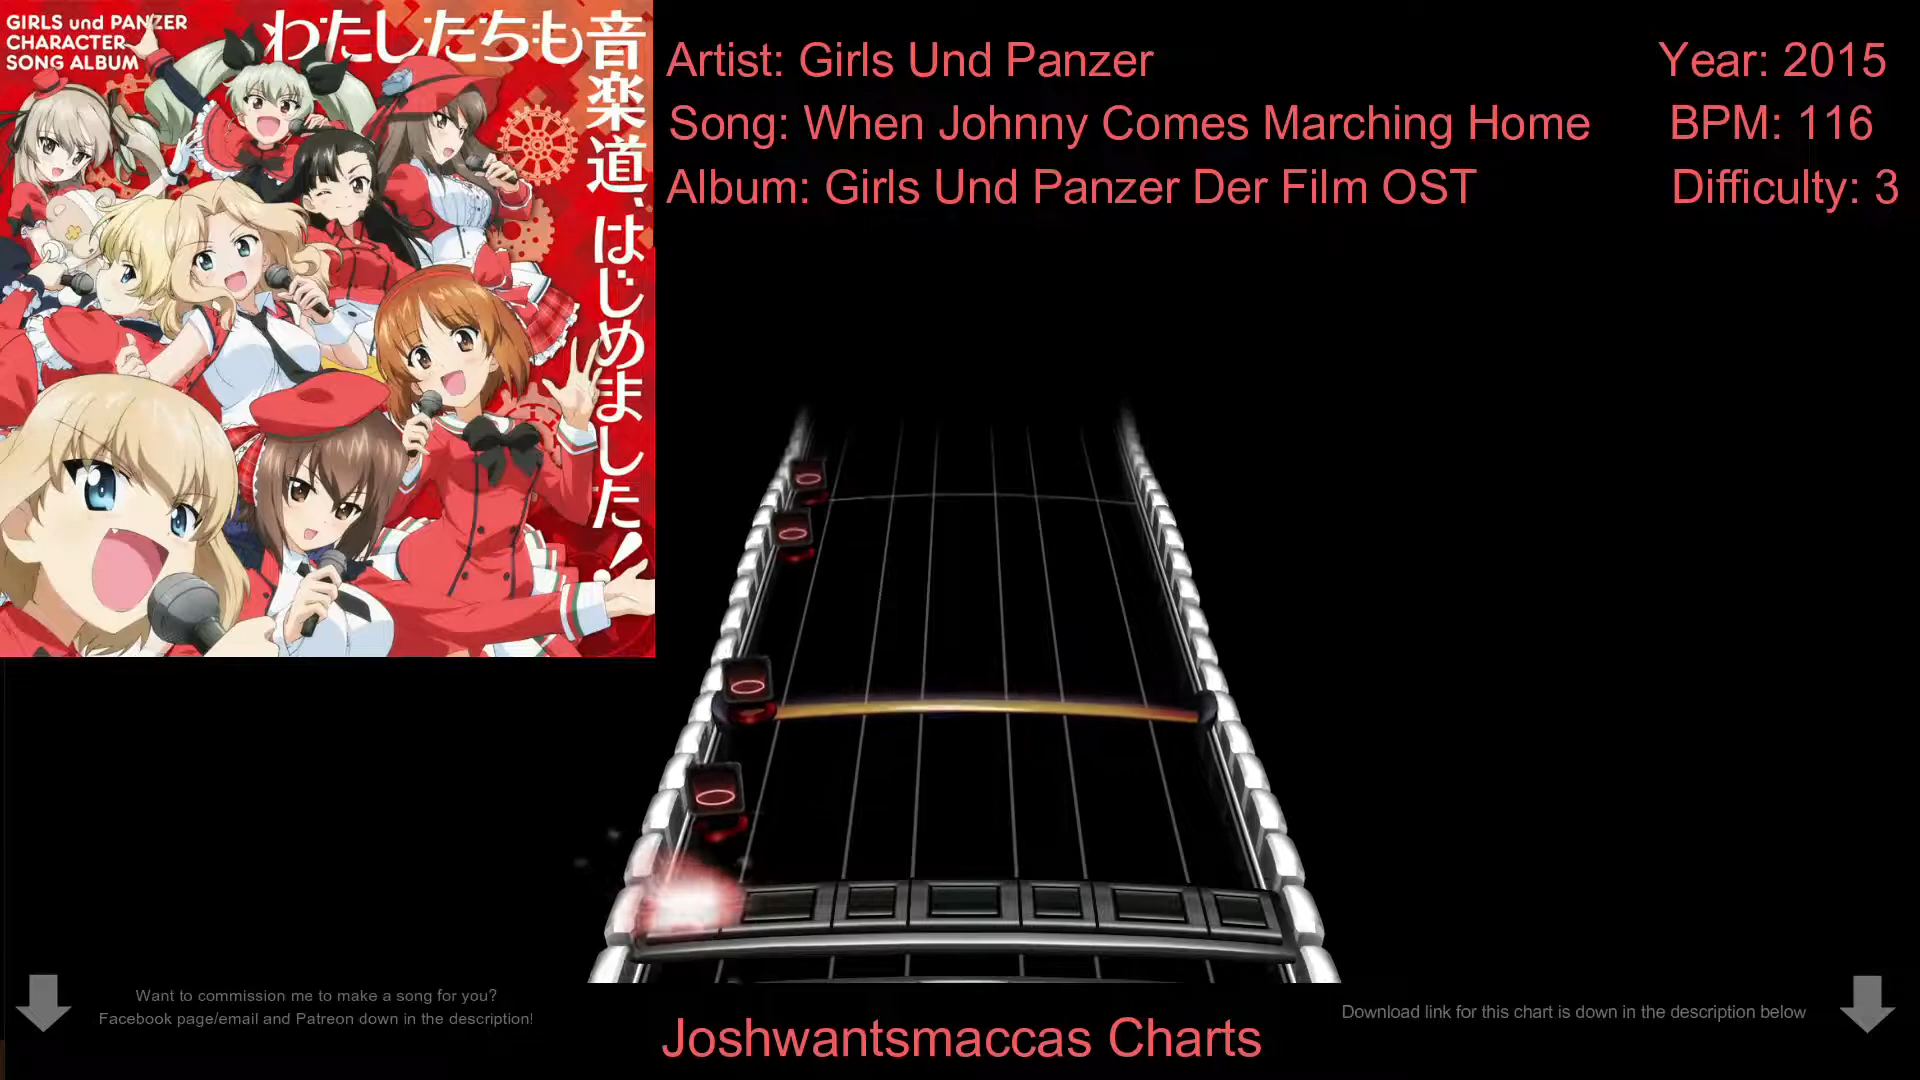 GIRLS und PANZER
CHARACTER
SONG ALBUM
わたしたちも
音楽道、はじめました!
Artist: Girls Und Panzer
Year: 2015
Song: When Johnny Comes Marching Home
BPM: 116
Album: Girls Und Panzer Der Film OST
Difficulty: 3
Want to commission me to make a song for you?
Facebook page/email and Patreon down in the description!
Joshwantsmaccas Charts
Download link for this chart is down in the description below